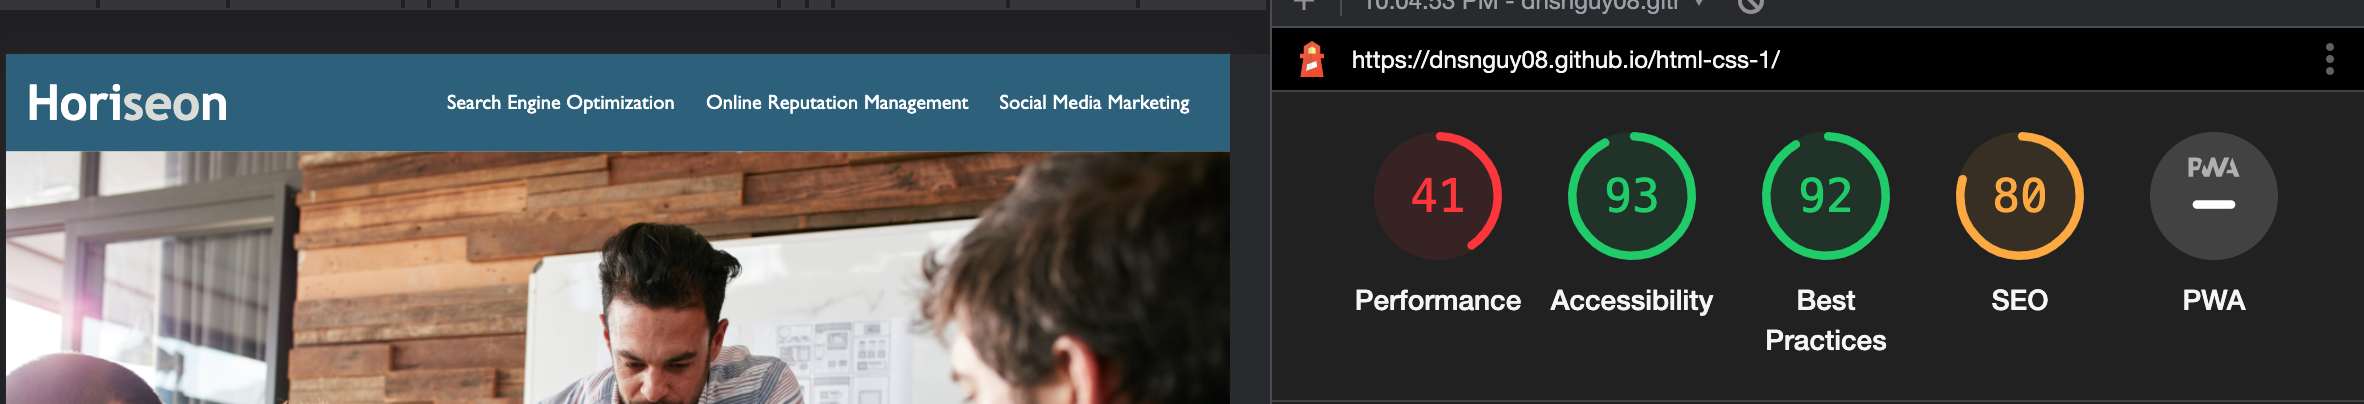 10:04:53 PM - dnsnguy08.gitl
https://dnsnguy08.github.io/html-css-1/
Horiseon
Search Engine Optimization Online Reputation Management Social Media Marketing
41 93 92 80 PWA
Performance Accessibility Best Practices SEO PWA